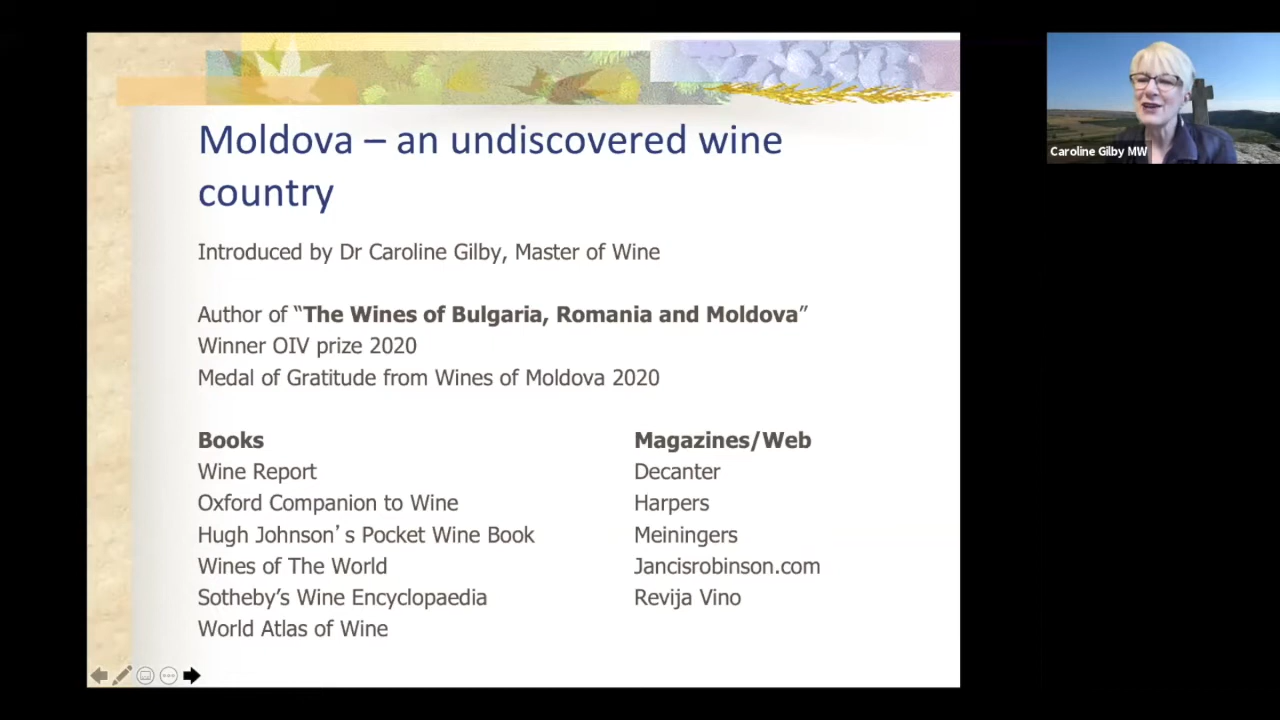 Moldova – an undiscovered wine
country
Introduced by Dr Caroline Gilby, Master of Wine
Author of “The Wines of Bulgaria, Romania and Moldova”
Winner OIV prize 2020
Medal of Gratitude from Wines of Moldova 2020
Books
Wine Report
Oxford Companion to Wine
Hugh Johnson’s Pocket Wine Book
Wines of The World
Sotheby’s Wine Encyclopaedia
World Atlas of Wine
Magazines/Web
Decanter
Harpers
Meiningers
Jancisrobinson.com
Revija Vino
Caroline Gilby MW